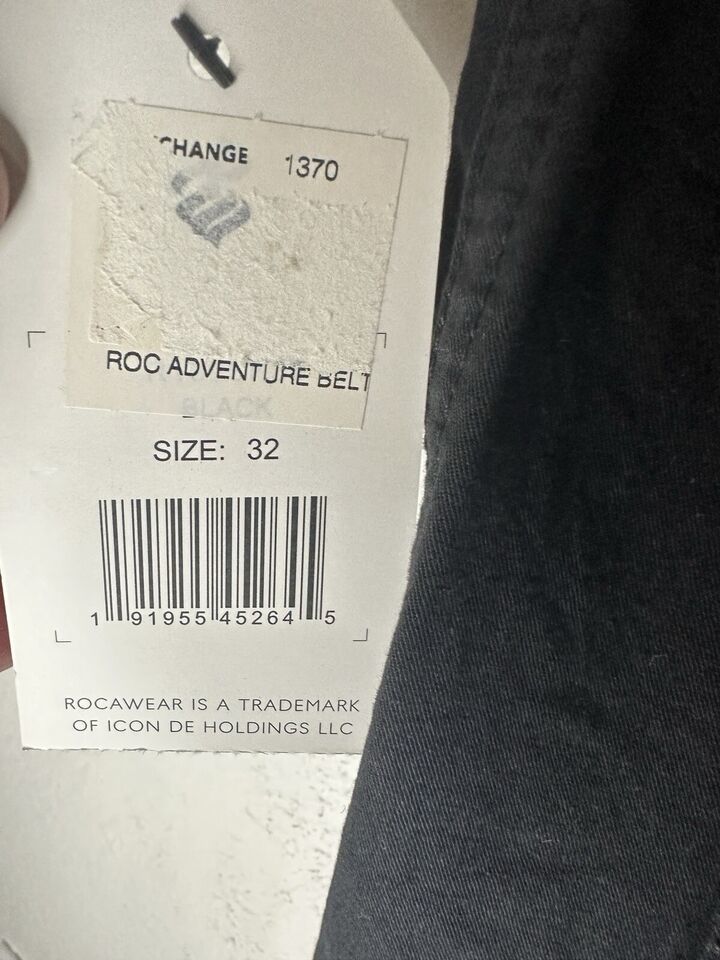 CHANGE 1370
ROC ADVENTURE BELT
BLACK
SIZE: 32
1 91955 45264 5
ROCAWEAR IS A TRADEMARK
OF ICON DE HOLDINGS LLC